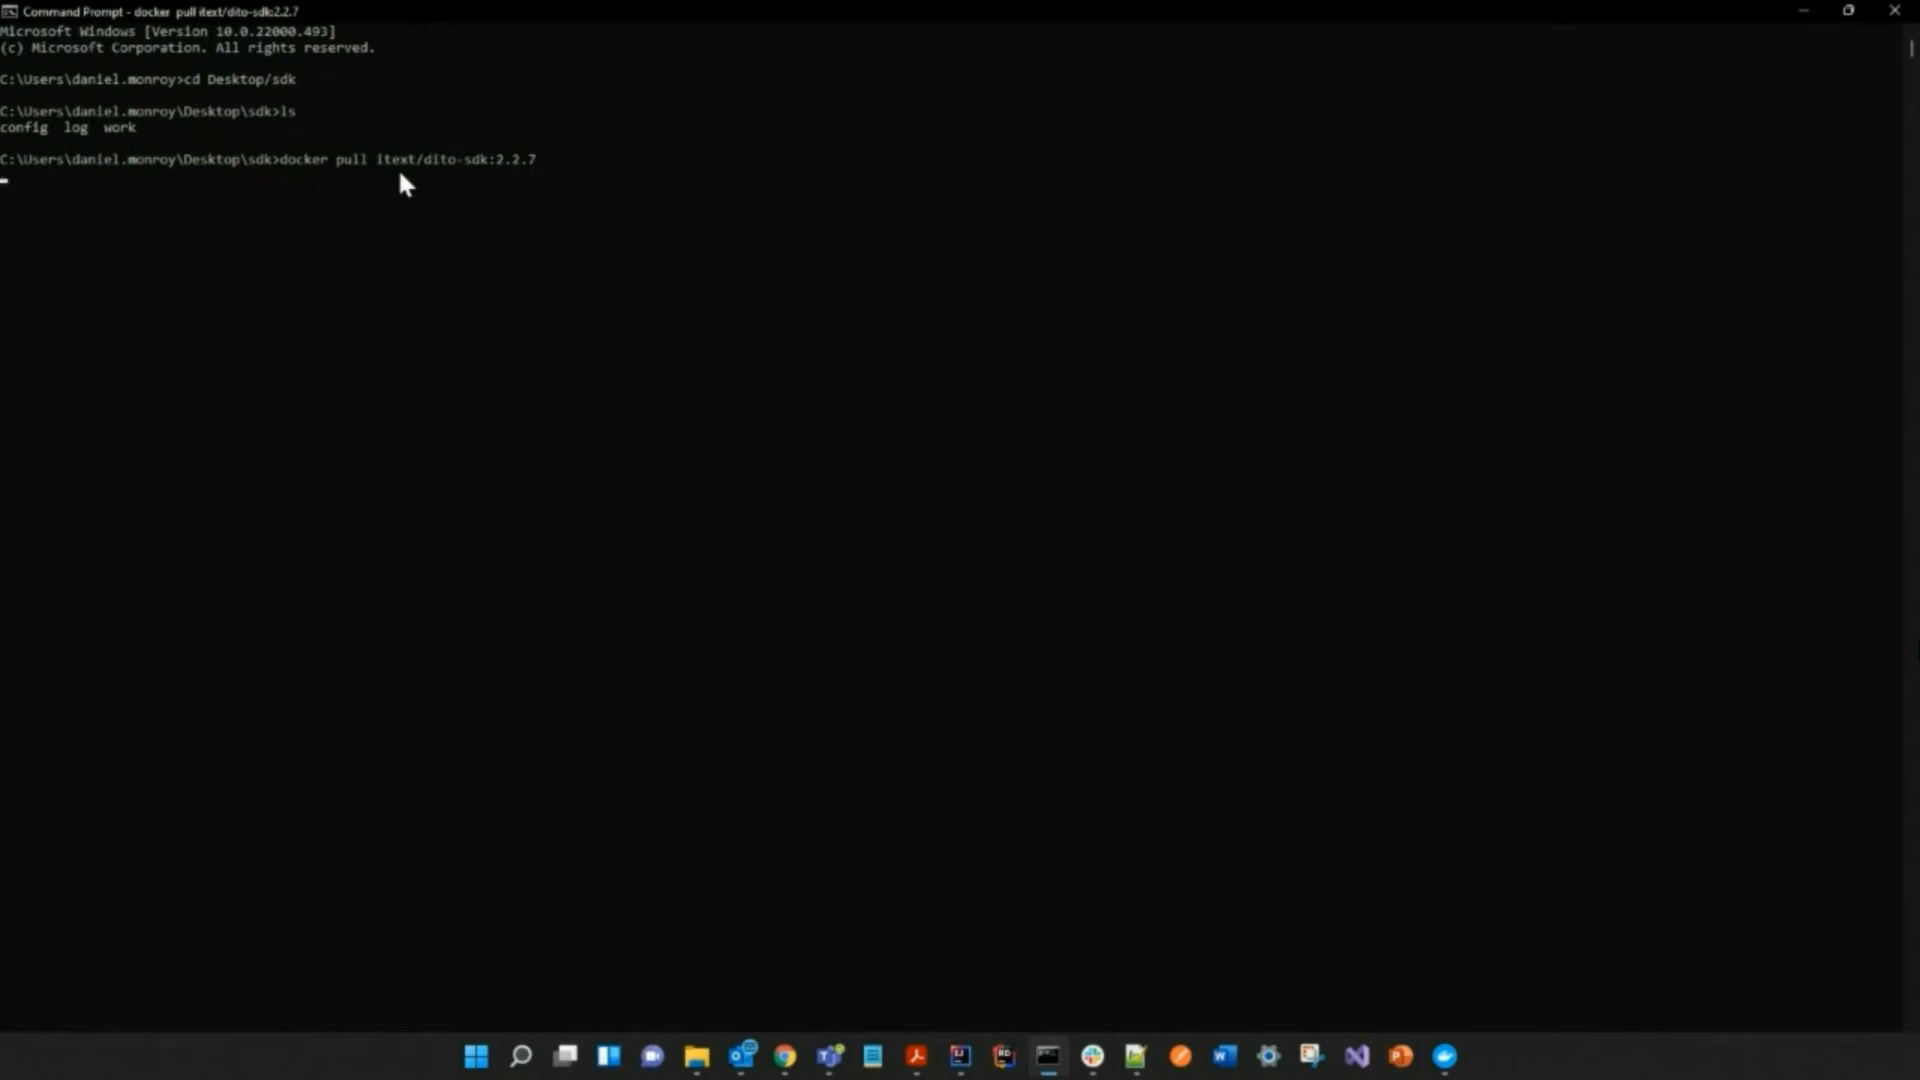 Command Prompt - docker pull itext/dito-sdk:2.2.7
Microsoft Windows [Version 10.0.22000.493]
(c) Microsoft Corporation. All rights reserved.
C:\Users\daniel.monroy>cd Desktop/sdk
C:\Users\daniel.monroy\Desktop\sdk>ls
config log work
C:\Users\daniel.monroy\Desktop\sdk>docker pull itext/dito-sdk:2.2.7